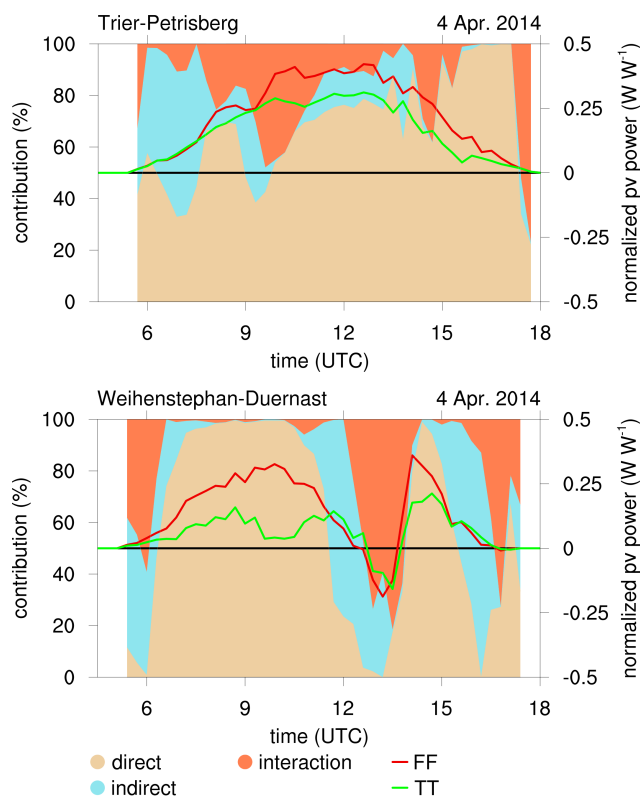 Trier-Petrisberg 4 Apr. 2014
100 0.5
80 0.25
60
40 0
20 -0.25
0 -0.5
contribution (%)
normalized pv power (W W⁻¹)
6 9 12 15 18
time (UTC)
Weihenstephan-Duernast 4 Apr. 2014
100 0.5
80 0.25
60
40 0
20 -0.25
0 -0.5
contribution (%)
normalized pv power (W W⁻¹)
6 9 12 15 18
time (UTC)
direct interaction FF
indirect TT